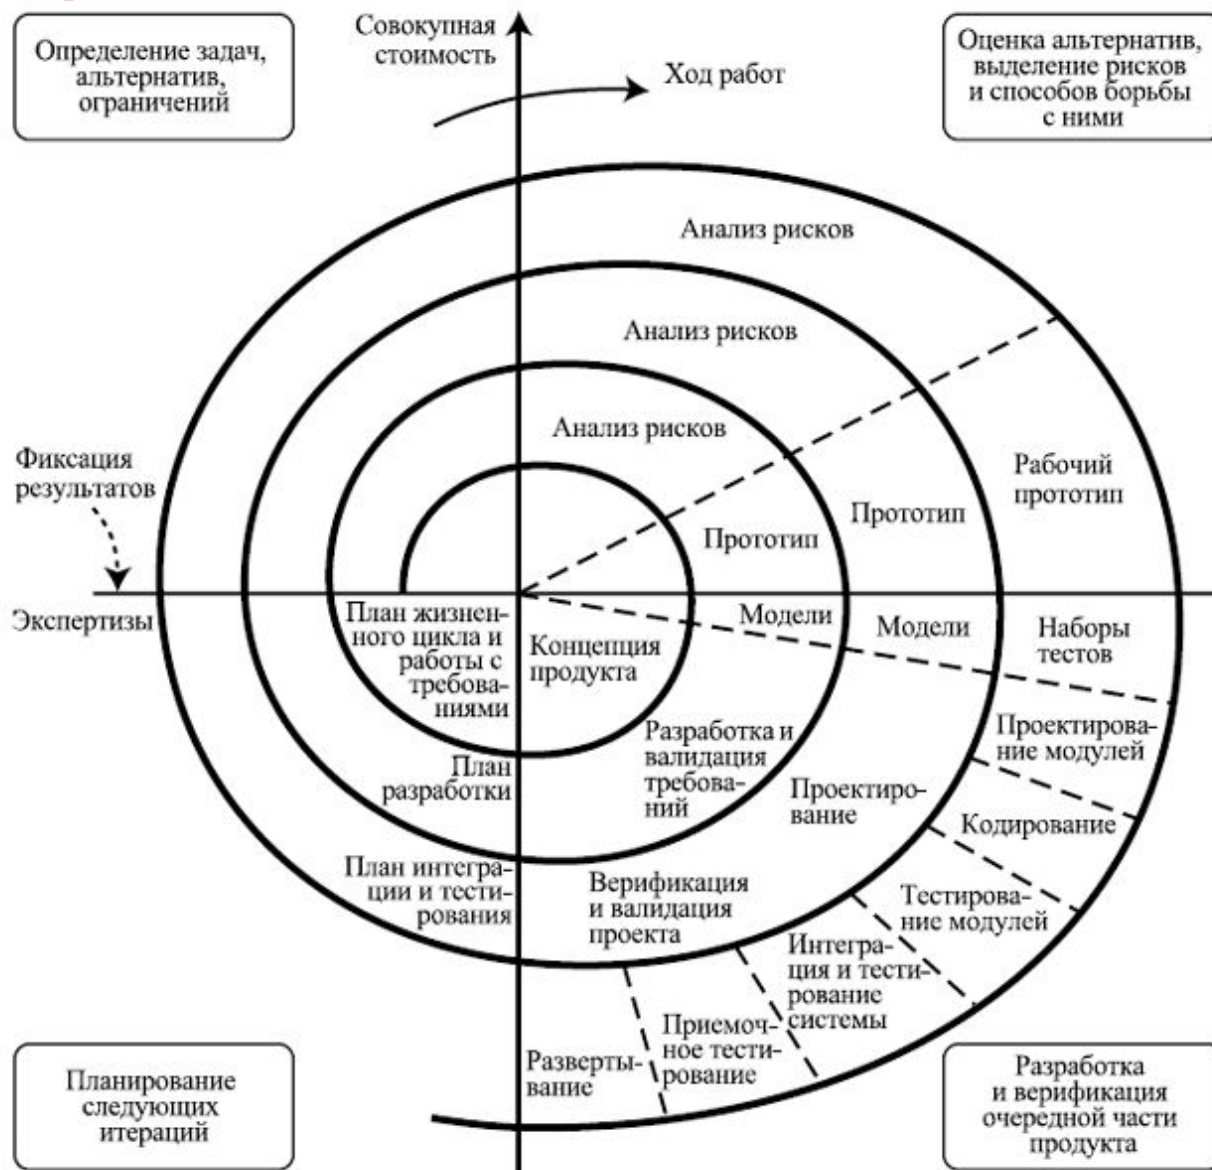 Определение задач,
альтернатив,
ограничений
Совокупная
стоимость
Ход работ
Оценка альтернатив,
выделение рисков
и способов борьбы
с ними
Анализ рисков
Анализ рисков
Анализ рисков
Фиксация
результатов
Рабочий
прототип
Прототип
Прототип
Экспертизы
План жизнен-
ного цикла и
работы с
требова-
ниями
Концепция
продукта
Модели
Модели
Наборы
тестов
Проектирова-
ние модулей
План
разработки
Разработка и
валидация
требова-
ний
Проектиро-
вание
Кодирование
План интегра-
ции и тести-
рования
Верификация
и валидация
проекта
Тестирова-
ние модулей
Интегра-
ция и тести-
рование
системы
Приемоч-
ное тести-
рование
Разверты-
вание
Планирование
следующих
итераций
Разработка
и верификация
очередной части
продукта